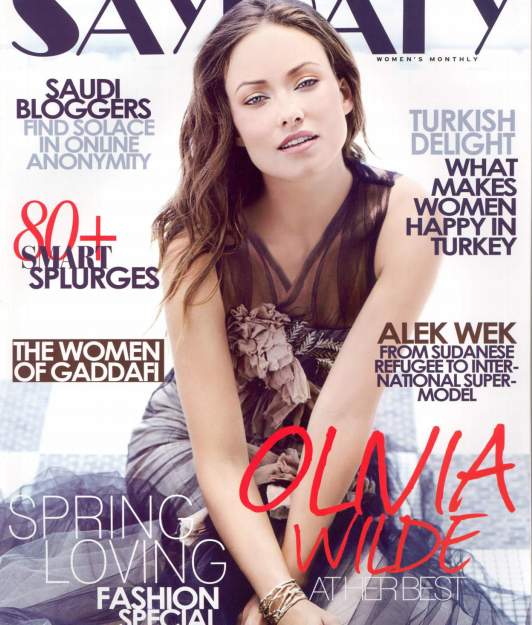 SAYIDATY
WOMEN'S MONTHLY
SAUDI
BLOGGERS
FIND SOLACE
IN ONLINE
ANONYMITY
TURKISH
DELIGHT
WHAT
MAKES
WOMEN
HAPPY IN
TURKEY
80+
SMART
SPLURGES
THE WOMEN
OF GADDAFI
ALEK WEK
FROM SUDANESE
REFUGEE TO INTER-
NATIONAL SUPER-
MODEL
OLIVIA
WILDE
AT HER BEST
SPRING
LOVING
FASHION
SPECIAL